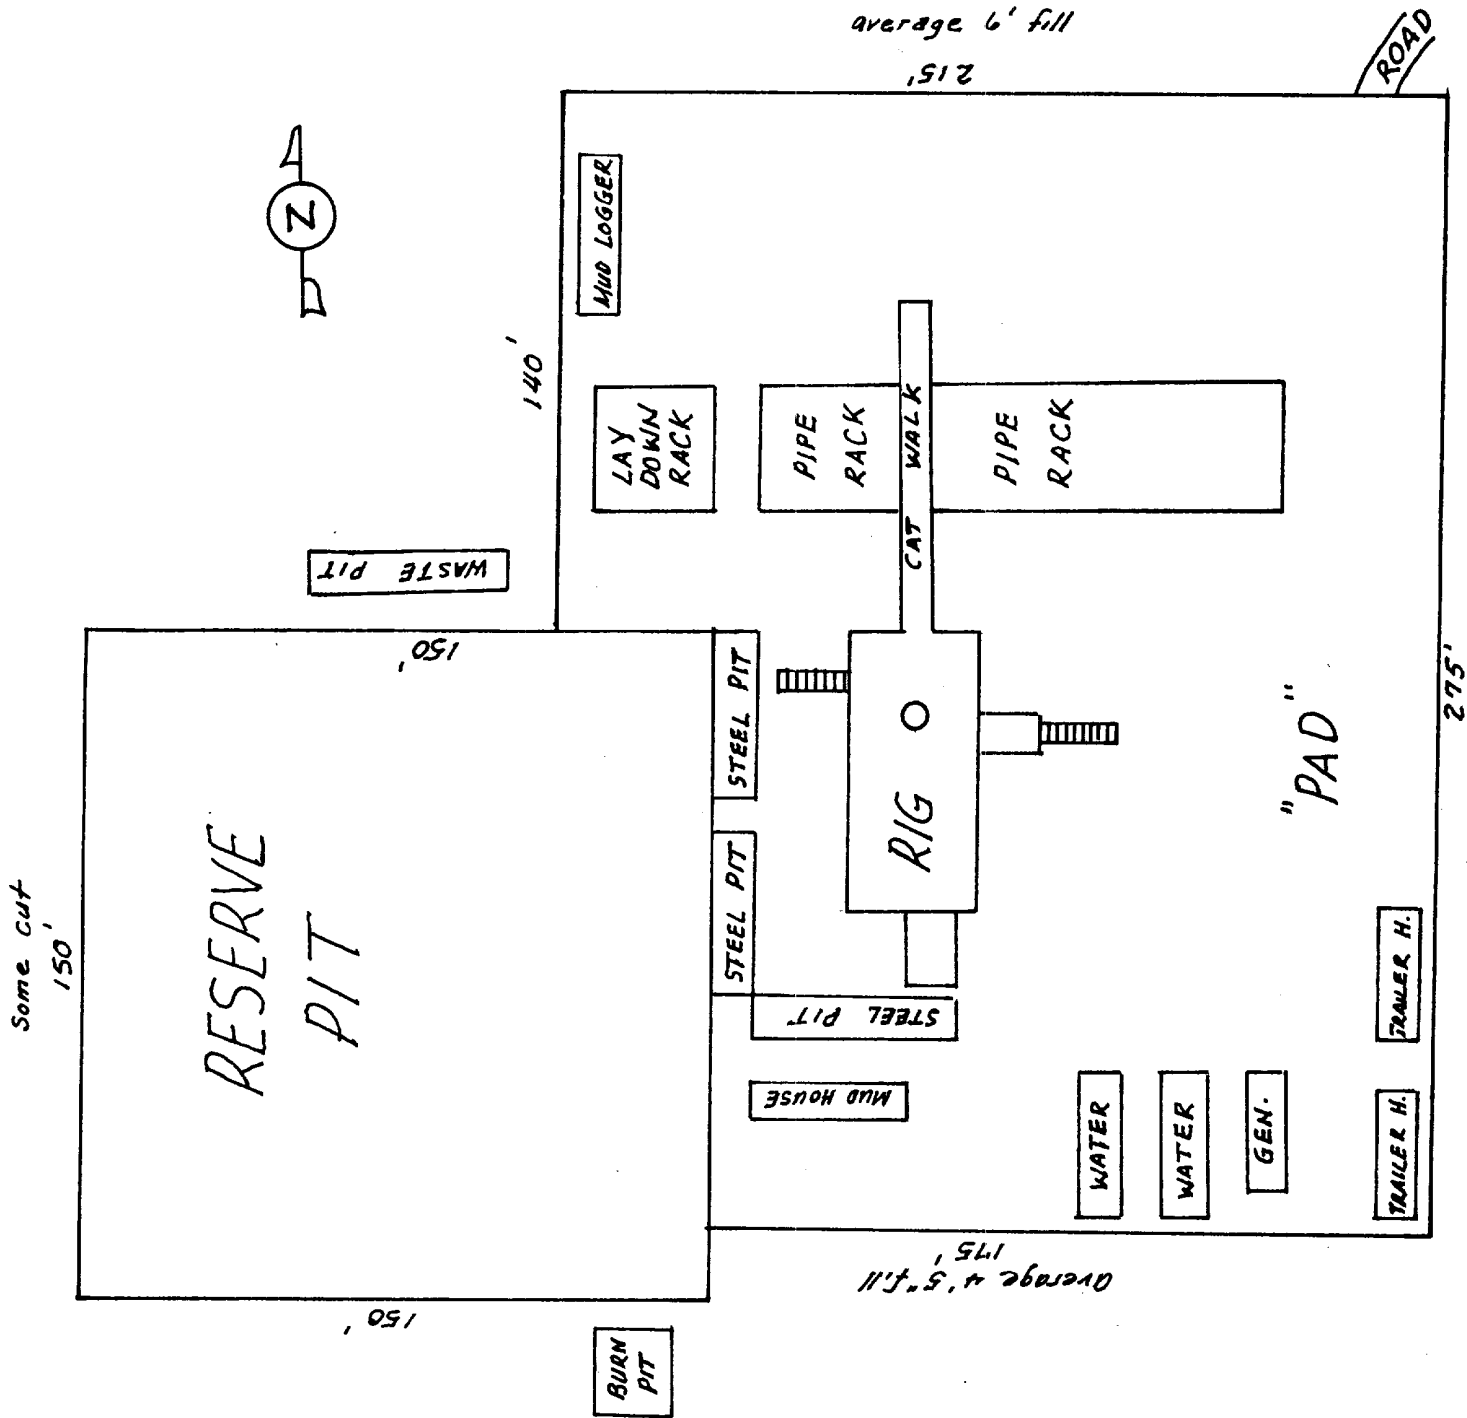 average 6' fill
215'
ROAD
N
MUD LOGGER
140'
LAY
DOWN
RACK
PIPE
RACK
CAT WALK
PIPE
RACK
WASTE PIT
150'
STEEL PIT
RIG
"PAD"
275'
Some cut
150'
RESERVE
PIT
STEEL PIT
STEEL PIT
MUD HOUSE
WATER
WATER
GEN.
TRAILER H.
TRAILER H.
175'
average 4'5" fill
150'
BURN
PIT